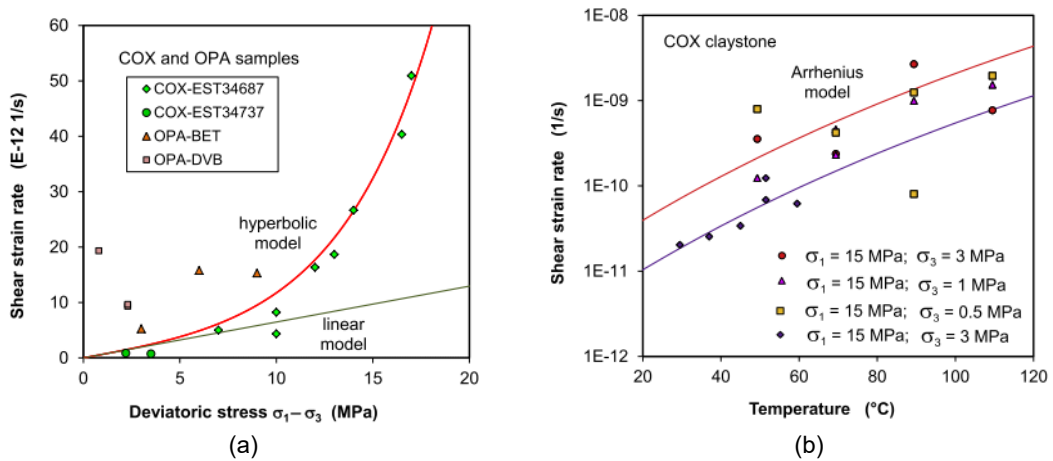 60
50
40
30
20
10
0
0
5
10
15
20
Shear strain rate (E-12 1/s)
Deviatoric stress σ₁− σ₃ (MPa)
COX and OPA samples
COX-EST34687
COX-EST34737
OPA-BET
OPA-DVB
hyperbolic
model
linear
model
(a)
1E-08
1E-09
1E-10
1E-11
1E-12
20
40
60
80
100
120
Shear strain rate (1/s)
Temperature (°C)
COX claystone
Arrhenius
model
σ₁ = 15 MPa; σ₃ = 3 MPa
σ₁ = 15 MPa; σ₃ = 1 MPa
σ₁ = 15 MPa; σ₃ = 0.5 MPa
σ₁ = 15 MPa; σ₃ = 3 MPa
(b)